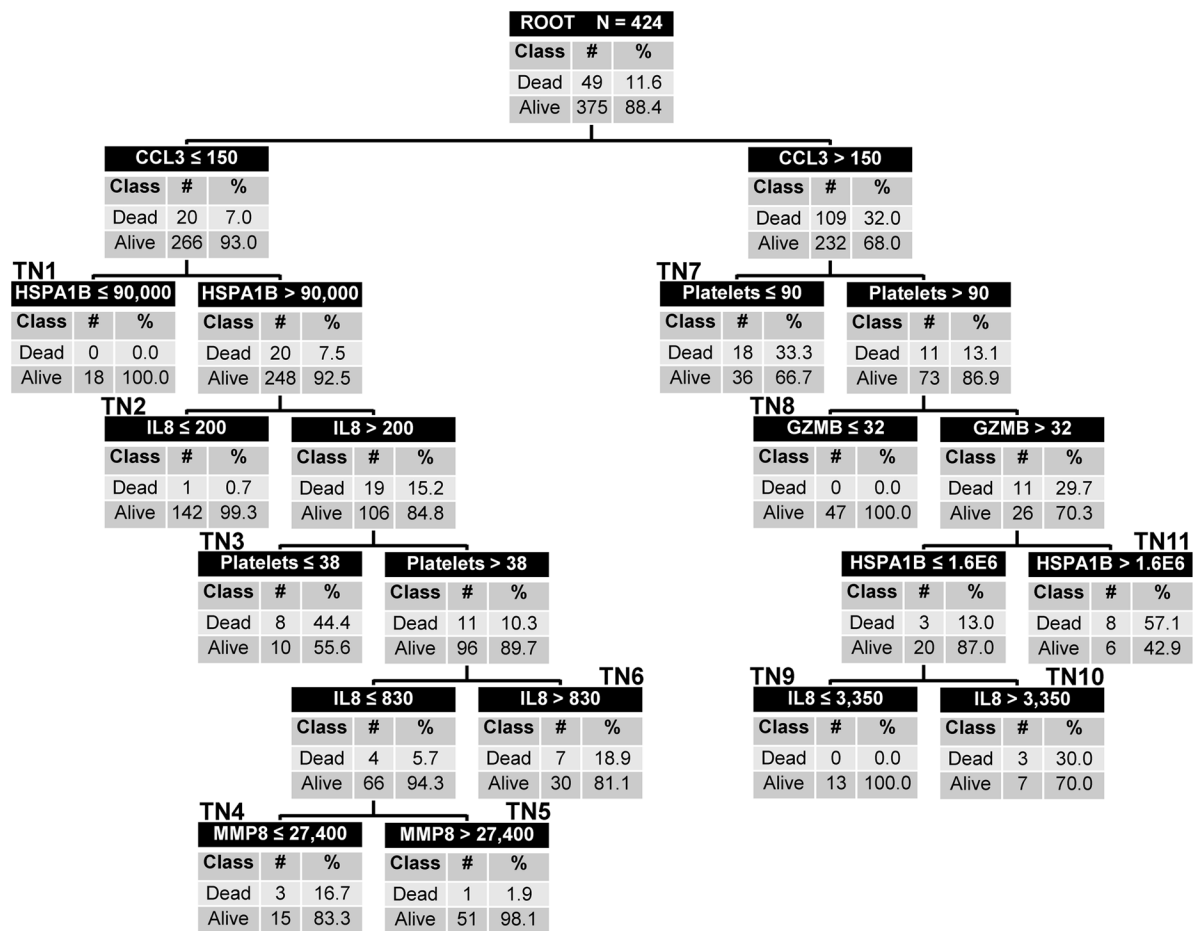 ROOT N = 424
Class # %
Dead 49 11.6
Alive 375 88.4
CCL3 ≤ 150
Class # %
Dead 20 7.0
Alive 266 93.0
CCL3 > 150
Class # %
Dead 109 32.0
Alive 232 68.0
TN1
HSPA1B ≤ 90,000
Class # %
Dead 0 0.0
Alive 18 100.0
HSPA1B > 90,000
Class # %
Dead 20 7.5
Alive 248 92.5
TN7
Platelets ≤ 90
Class # %
Dead 18 33.3
Alive 36 66.7
Platelets > 90
Class # %
Dead 11 13.1
Alive 73 86.9
TN2
IL8 ≤ 200
Class # %
Dead 1 0.7
Alive 142 99.3
IL8 > 200
Class # %
Dead 19 15.2
Alive 106 84.8
TN8
GZMB ≤ 32
Class # %
Dead 0 0.0
Alive 47 100.0
GZMB > 32
Class # %
Dead 11 29.7
Alive 26 70.3
TN3
Platelets ≤ 38
Class # %
Dead 8 44.4
Alive 10 55.6
Platelets > 38
Class # %
Dead 11 10.3
Alive 96 89.7
HSPA1B ≤ 1.6E6
Class # %
Dead 3 13.0
Alive 20 87.0
TN11
HSPA1B > 1.6E6
Class # %
Dead 8 57.1
Alive 6 42.9
IL8 ≤ 830
Class # %
Dead 4 5.7
Alive 66 94.3
TN6
IL8 > 830
Class # %
Dead 7 18.9
Alive 30 81.1
TN9
IL8 ≤ 3,350
Class # %
Dead 0 0.0
Alive 13 100.0
TN10
IL8 > 3,350
Class # %
Dead 3 30.0
Alive 7 70.0
TN4
MMP8 ≤ 27,400
Class # %
Dead 3 16.7
Alive 15 83.3
TN5
MMP8 > 27,400
Class # %
Dead 1 1.9
Alive 51 98.1